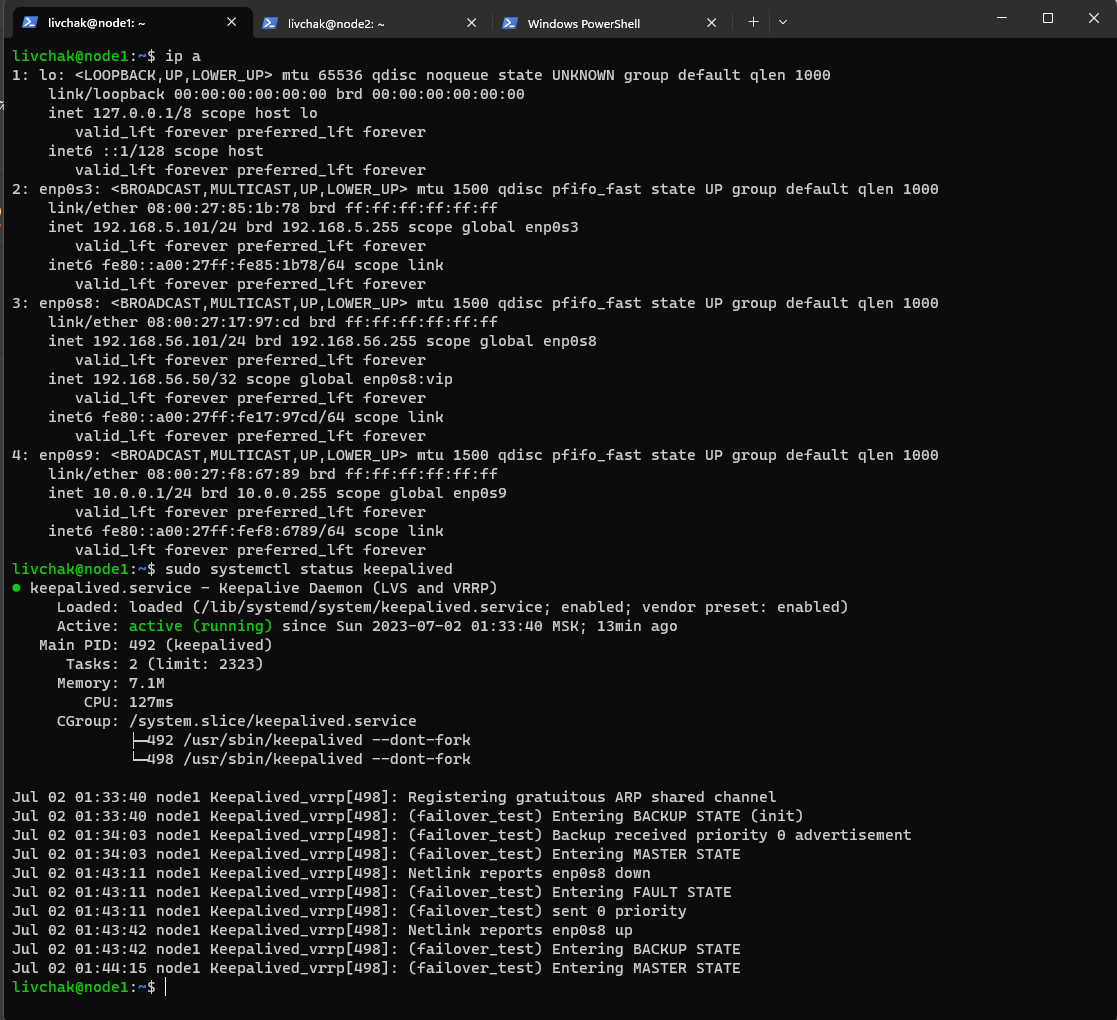 livchak@node1: ~
livchak@node2: ~
Windows PowerShell
livchak@node1:~$ ip a
1: lo: <LOOPBACK,UP,LOWER_UP> mtu 65536 qdisc noqueue state UNKNOWN group default qlen 1000
    link/loopback 00:00:00:00:00:00 brd 00:00:00:00:00:00
    inet 127.0.0.1/8 scope host lo
       valid_lft forever preferred_lft forever
    inet6 ::1/128 scope host
       valid_lft forever preferred_lft forever
2: enp0s3: <BROADCAST,MULTICAST,UP,LOWER_UP> mtu 1500 qdisc pfifo_fast state UP group default qlen 1000
    link/ether 08:00:27:85:1b:78 brd ff:ff:ff:ff:ff:ff
    inet 192.168.5.101/24 brd 192.168.5.255 scope global enp0s3
       valid_lft forever preferred_lft forever
    inet6 fe80::a00:27ff:fe85:1b78/64 scope link
       valid_lft forever preferred_lft forever
3: enp0s8: <BROADCAST,MULTICAST,UP,LOWER_UP> mtu 1500 qdisc pfifo_fast state UP group default qlen 1000
    link/ether 08:00:27:17:97:cd brd ff:ff:ff:ff:ff:ff
    inet 192.168.56.101/24 brd 192.168.56.255 scope global enp0s8
       valid_lft forever preferred_lft forever
    inet 192.168.56.50/32 scope global enp0s8:vip
       valid_lft forever preferred_lft forever
    inet6 fe80::a00:27ff:fe17:97cd/64 scope link
       valid_lft forever preferred_lft forever
4: enp0s9: <BROADCAST,MULTICAST,UP,LOWER_UP> mtu 1500 qdisc pfifo_fast state UP group default qlen 1000
    link/ether 08:00:27:f8:67:89 brd ff:ff:ff:ff:ff:ff
    inet 10.0.0.1/24 brd 10.0.0.255 scope global enp0s9
       valid_lft forever preferred_lft forever
    inet6 fe80::a00:27ff:fef8:6789/64 scope link
       valid_lft forever preferred_lft forever
livchak@node1:~$ sudo systemctl status keepalived
● keepalived.service - Keepalive Daemon (LVS and VRRP)
     Loaded: loaded (/lib/systemd/system/keepalived.service; enabled; vendor preset: enabled)
     Active: active (running) since Sun 2023-07-02 01:33:40 MSK; 13min ago
   Main PID: 492 (keepalived)
      Tasks: 2 (limit: 2323)
     Memory: 7.1M
        CPU: 127ms
     CGroup: /system.slice/keepalived.service
             ├─492 /usr/sbin/keepalived --dont-fork
             └─498 /usr/sbin/keepalived --dont-fork
Jul 02 01:33:40 node1 Keepalived_vrrp[498]: Registering gratuitous ARP shared channel
Jul 02 01:33:40 node1 Keepalived_vrrp[498]: (failover_test) Entering BACKUP STATE (init)
Jul 02 01:34:03 node1 Keepalived_vrrp[498]: (failover_test) Backup received priority 0 advertisement
Jul 02 01:34:03 node1 Keepalived_vrrp[498]: (failover_test) Entering MASTER STATE
Jul 02 01:43:11 node1 Keepalived_vrrp[498]: Netlink reports enp0s8 down
Jul 02 01:43:11 node1 Keepalived_vrrp[498]: (failover_test) Entering FAULT STATE
Jul 02 01:43:11 node1 Keepalived_vrrp[498]: (failover_test) sent 0 priority
Jul 02 01:43:42 node1 Keepalived_vrrp[498]: Netlink reports enp0s8 up
Jul 02 01:43:42 node1 Keepalived_vrrp[498]: (failover_test) Entering BACKUP STATE
Jul 02 01:44:15 node1 Keepalived_vrrp[498]: (failover_test) Entering MASTER STATE
livchak@node1:~$